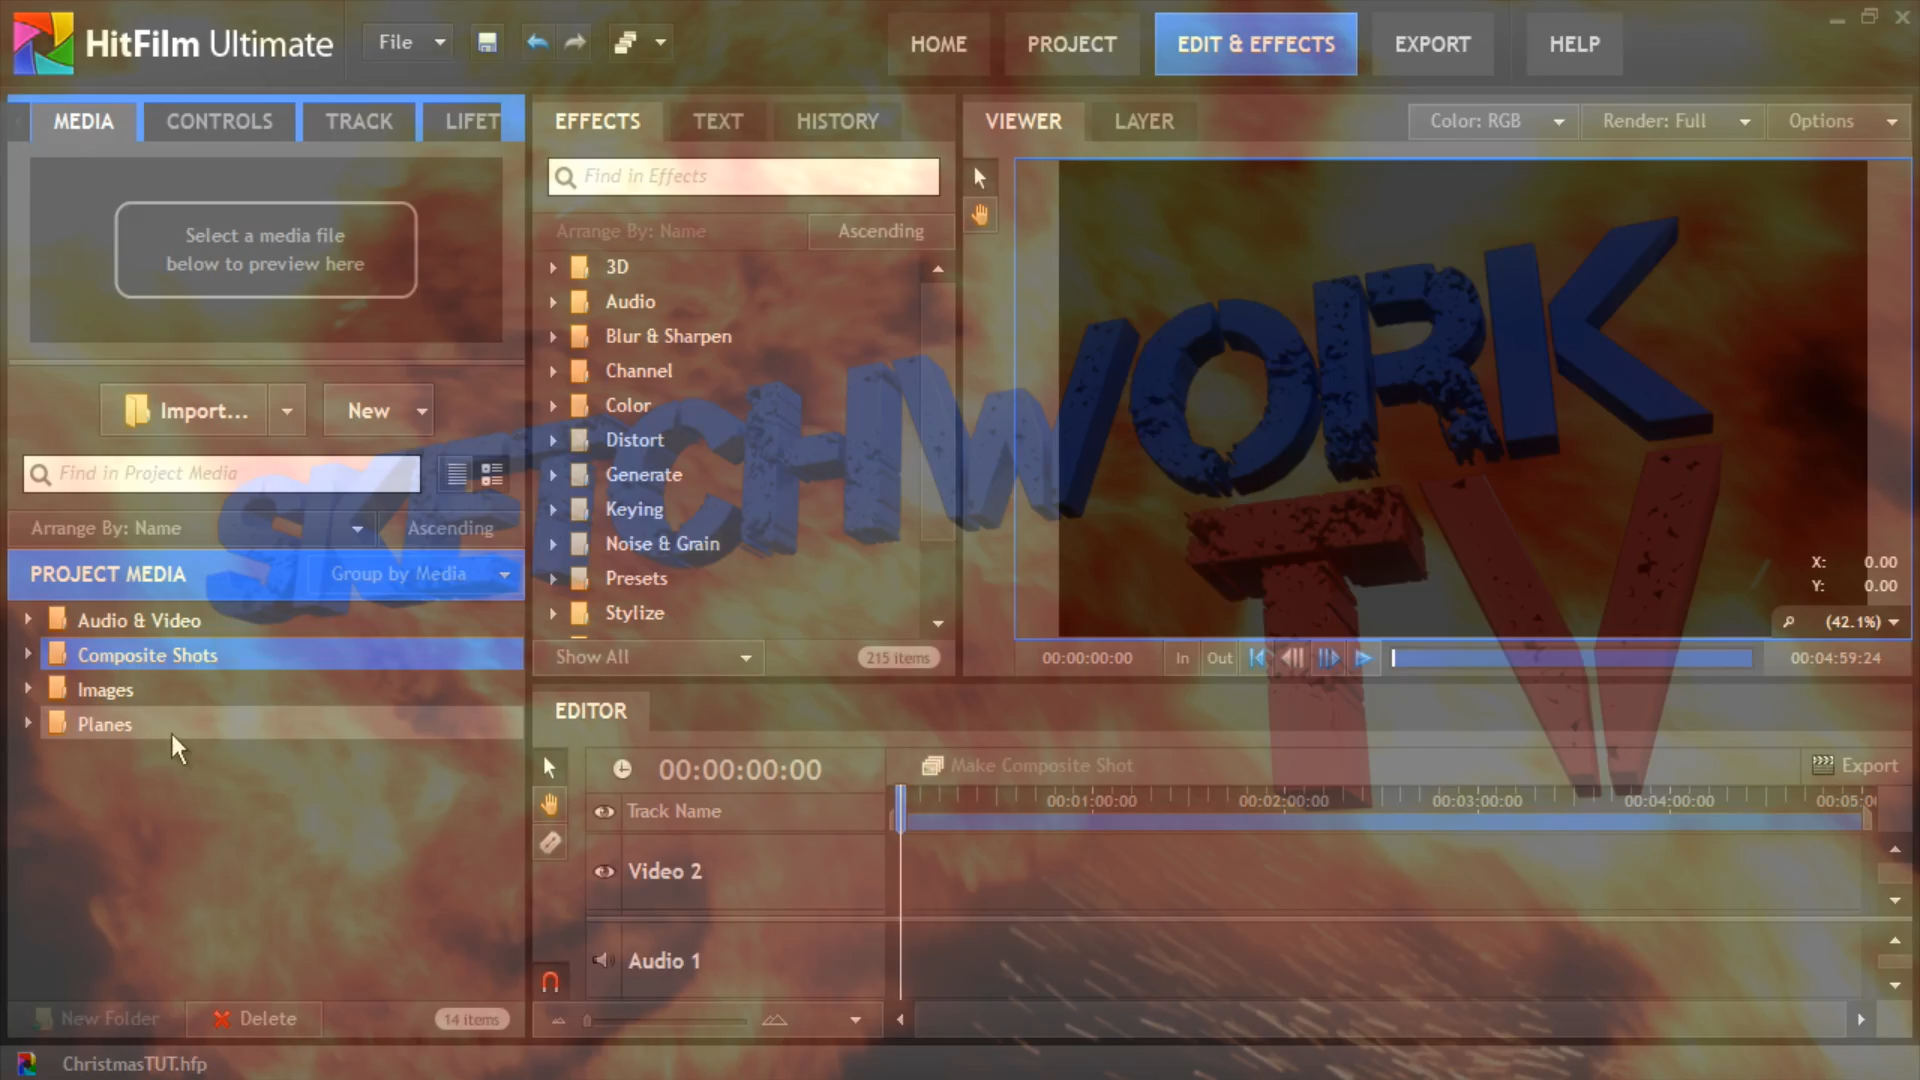 HitFilm Ultimate
File
HOME
PROJECT
EDIT & EFFECTS
EXPORT
HELP
MEDIA
CONTROLS
TRACK
LIFET
Select a media file
below to preview here
Import...
New
Find in Project Media
Arrange By: Name
Ascending
PROJECT MEDIA
Group by Media
Audio & Video
Composite Shots
Images
Planes
New Folder
Delete
14 items
ChristmasTUT.hfp
EFFECTS
TEXT
HISTORY
Find in Effects
Arrange By: Name
Ascending
3D
Audio
Blur & Sharpen
Channel
Color
Distort
Generate
Keying
Noise & Grain
Presets
Stylize
Show All
215 items
VIEWER
LAYER
Color: RGB
Render: Full
Options
X: 0.00
Y: 0.00
(42.1%)
00:00:00:00
In
Out
00:04:59:24
SKETCHWORK
TV
EDITOR
00:00:00:00
Make Composite Shot
Export
Track Name
00:01:00:00
00:02:00:00
00:03:00:00
00:04:00:00
00:05:0
Video 2
Audio 1